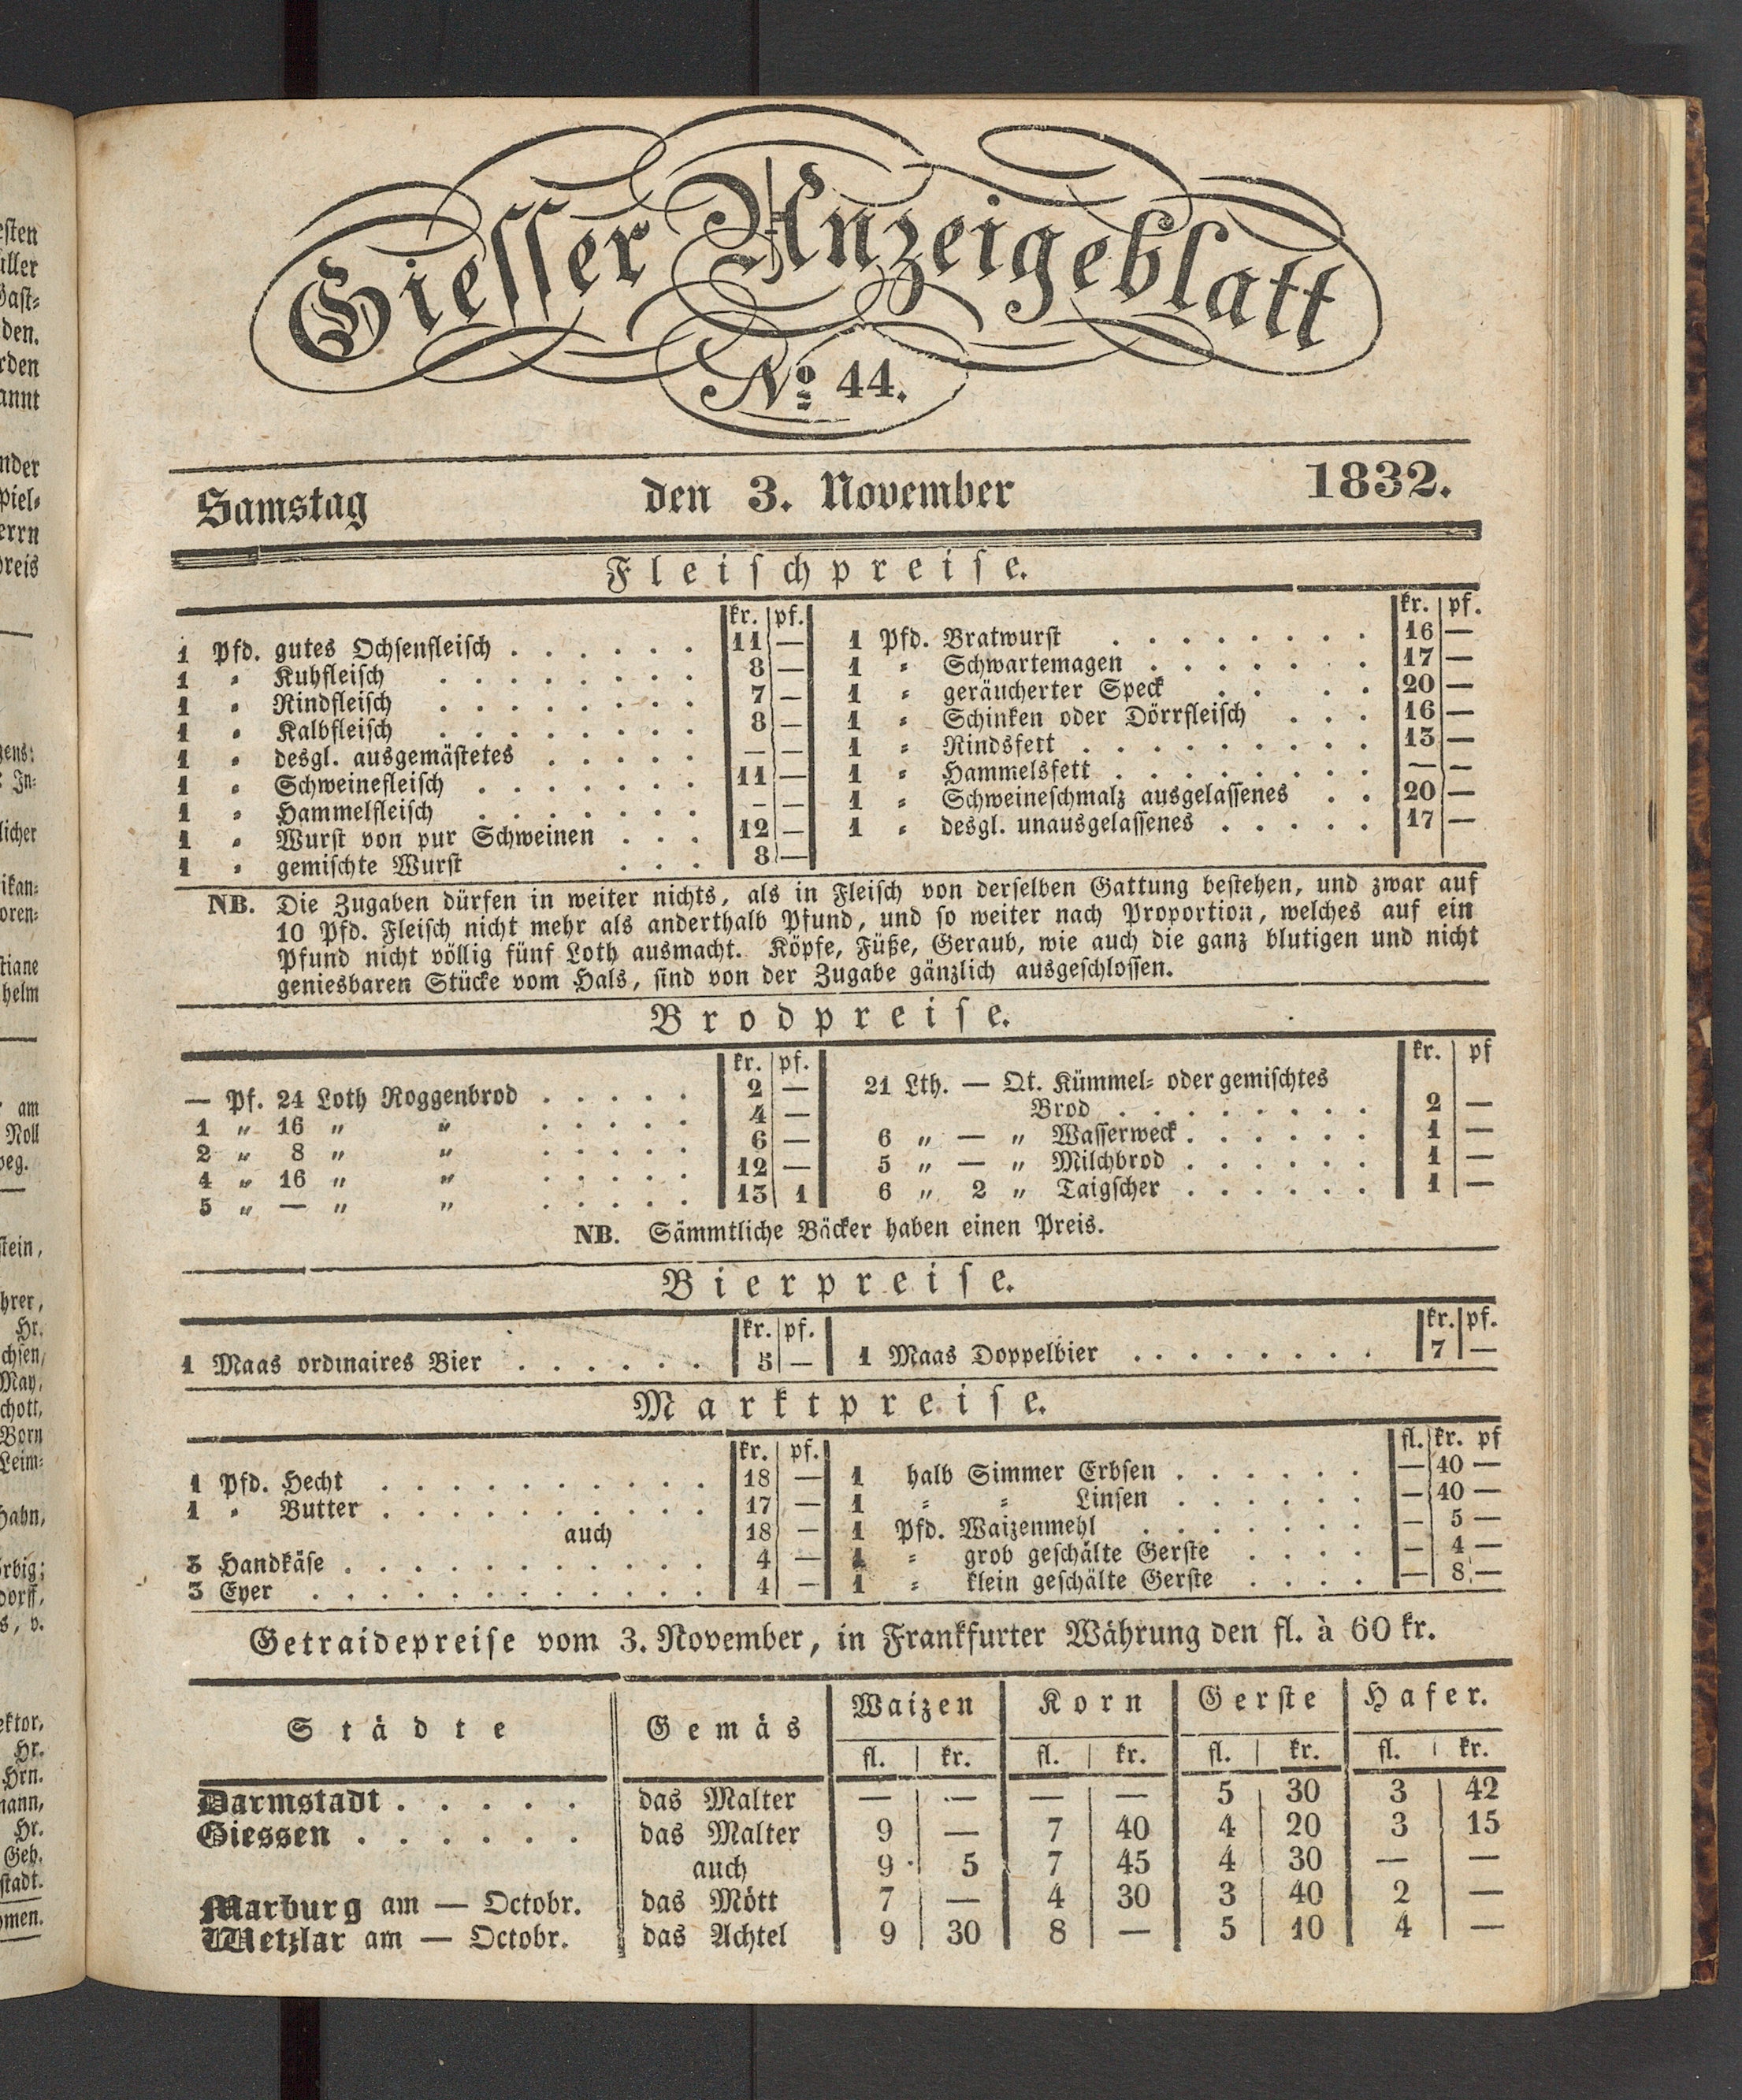 Giesser Anzeigeblatt
No 44.
Samstag den 3. November 1832.
Fleischpreise.
kr. pf.
1 Pfd. gutes Ochsenfleisch . . . . . . 11 —
1 " Kuhfleisch . . . . . . . . 8 —
1 " Rindfleisch . . . . . . . . 7 —
1 " Kalbfleisch . . . . . . . . 8 —
1 " desgl. ausgemästetes . . . . . — —
1 " Schweinefleisch . . . . . . . 11 —
1 " Hammelfleisch . . . . . . . — —
1 " Wurst von pur Schweinen . . . 12 —
1 " gemischte Wurst . . . 8 —
kr. pf.
1 Pfd. Bratwurst . . . . . . . . 16 —
1 " Schwartemagen . . . . . . . 17 —
1 " geräucherter Speck . . . . 20 —
1 " Schinken oder Dörrfleisch . . . 16 —
1 " Rindsfett . . . . . . . . . 13 —
1 " Hammelsfett . . . . . . . . — —
1 " Schweineschmalz ausgelassenes . . 20 —
1 " desgl. unausgelassenes . . . . . 17 —
NB. Die Zugaben dürfen in weiter nichts, als in Fleisch von derselben Gattung bestehen, und zwar auf
10 Pfd. Fleisch nicht mehr als anderthalb Pfund, und so weiter nach Proportion, welches auf ein
Pfund nicht völlig fünf Loth ausmacht. Köpfe, Füße, Geraub, wie auch die ganz blutigen und nicht
geniesbaren Stücke vom Hals, sind von der Zugabe gänzlich ausgeschlossen.
Brodpreise.
kr. pf.
— Pf. 24 Loth Roggenbrod . . . . . 2 —
1 " 16 " " . . . . . 4 —
2 " 8 " " . . . . . 6 —
4 " 16 " " . . . . . 12 —
5 " — " " . . . . . 13 1
kr. pf
21 Lth. — Qt. Kümmel- oder gemischtes
Brod . . . . . . . . 2 —
6 " — " Wasserweck . . . . . . 1 —
5 " — " Milchbrod . . . . . . 1 —
6 " 2 " Taigscher . . . . . . 1 —
NB. Sämmtliche Bäcker haben einen Preis.
Bierpreise.
kr. pf.
1 Maas ordinaires Bier . . . . . . 5 —
kr. pf.
1 Maas Doppelbier . . . . . . . . 7 —
Marktpreise.
kr. pf.
1 Pfd. Hecht . . . . . . . . . . 18 —
1 " Butter . . . . . . . . . . 17 —
auch 18 —
3 Handkäse . . . . . . . . . . . 4 —
3 Eyer . . . . . . . . . . . . 4 —
fl. kr. pf
1 halb Simmer Erbsen . . . . . . — 40 —
1 " " Linsen . . . . . . — 40 —
1 Pfd. Waizenmehl . . . . . . . — 5 —
1 " grob geschälte Gerste . . . . — 4 —
1 " klein geschälte Gerste . . . . — 8 —
Getraidepreise vom 3. November, in Frankfurter Währung den fl. à 60 kr.
Städte Gemäs Waizen Korn Gerste Hafer.
fl. kr. fl. kr. fl. kr. fl. kr.
Darmstadt . . . . . das Malter — — — — 5 30 3 42
Giessen . . . . . . das Malter 9 — 7 40 4 20 3 15
auch 9 5 7 45 4 30 — —
Marburg am — Octobr. das Mött 7 — 4 30 3 40 2 —
Wetzlar am — Octobr. das Achtel 9 30 8 — 5 10 4 —